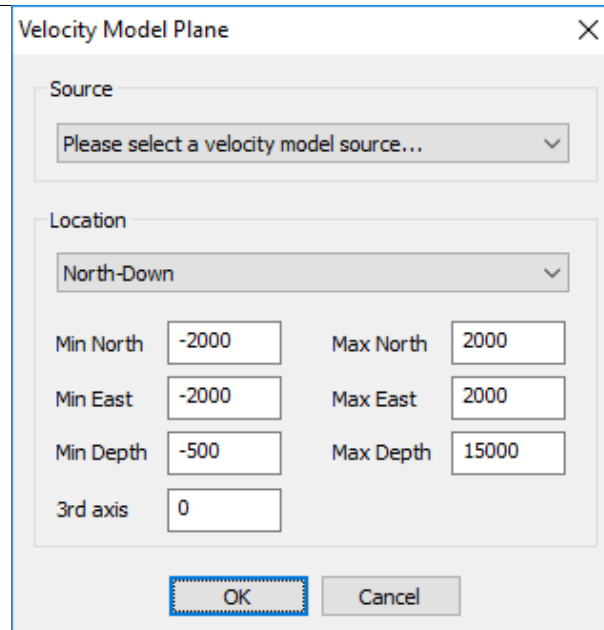 Velocity Model Plane
Source
Please select a velocity model source...
Location
North-Down
Min North -2000 Max North 2000
Min East -2000 Max East 2000
Min Depth -500 Max Depth 15000
3rd axis 0
OK Cancel